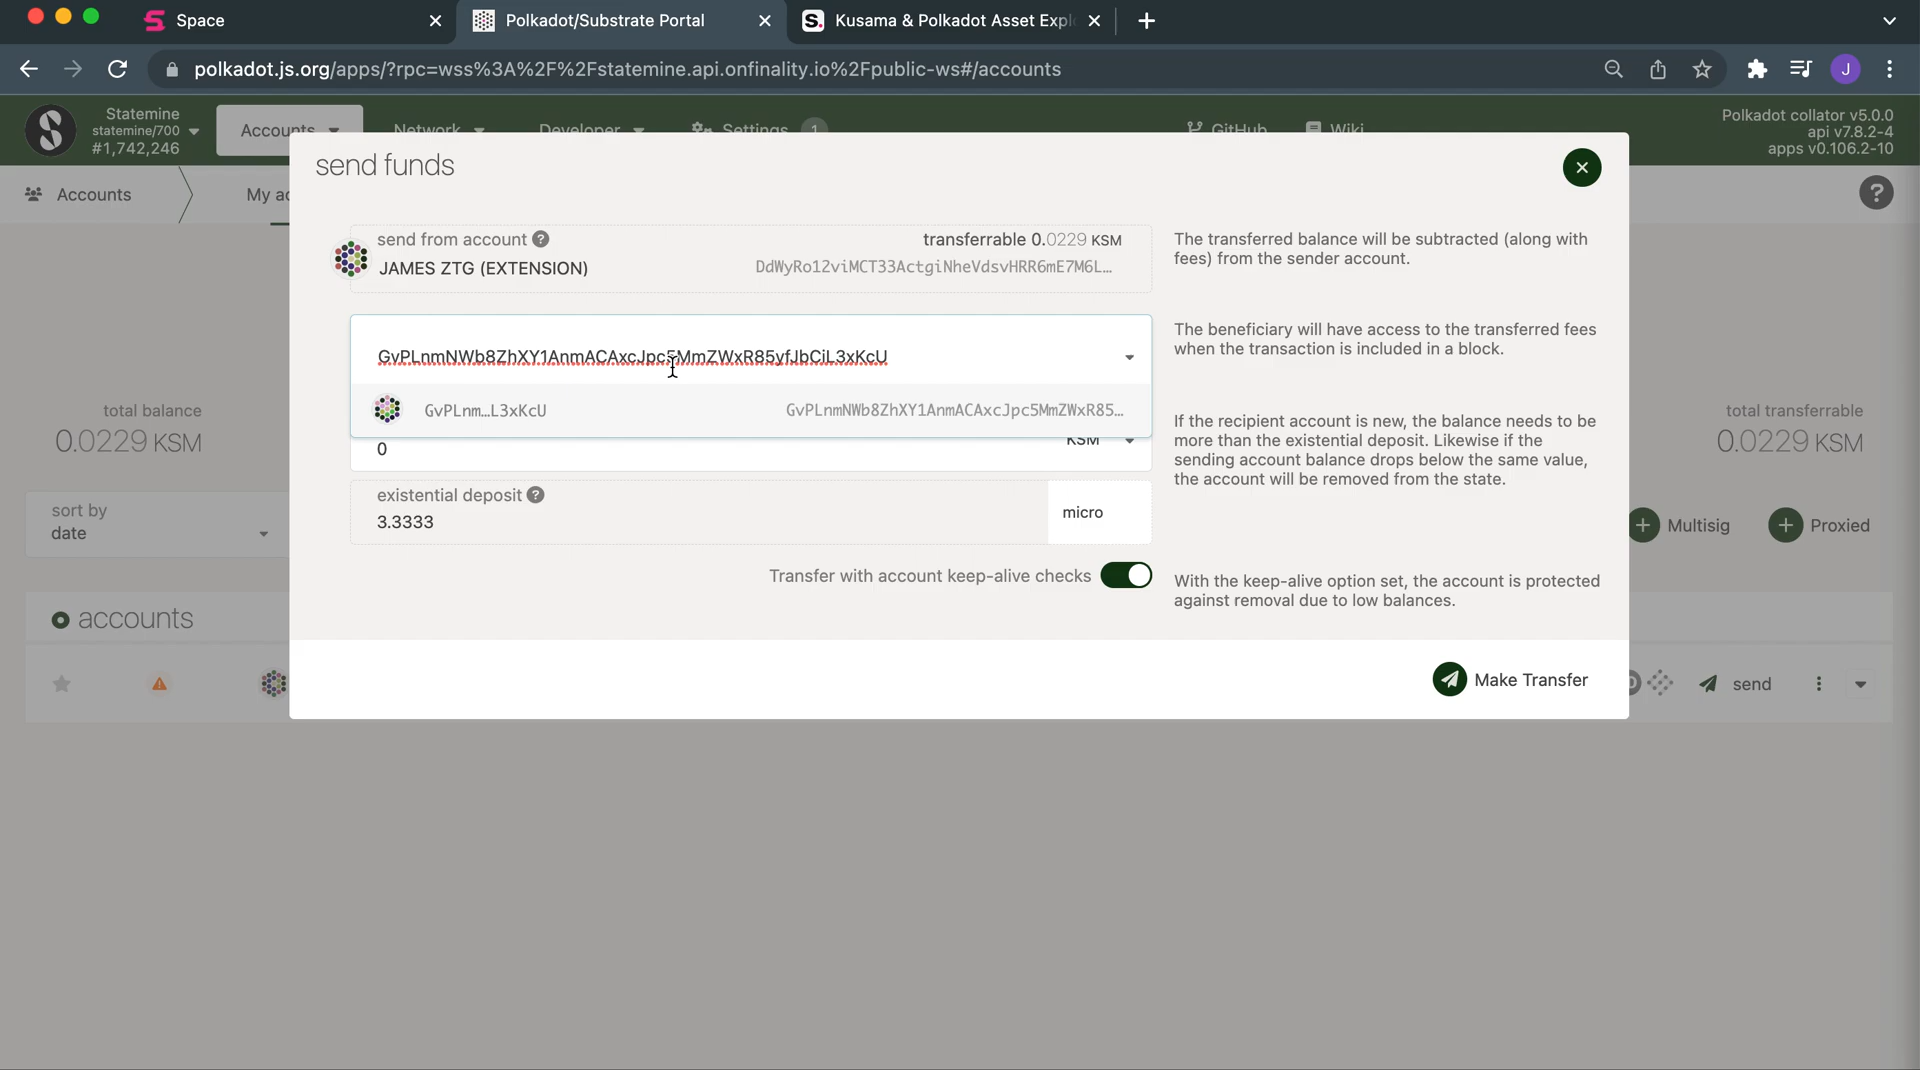 Space
Polkadot/Substrate Portal
Kusama & Polkadot Asset Expl
polkadot.js.org/apps/?rpc=wss%3A%2F%2Fstatemine.api.onfinality.io%2Fpublic-ws#/accounts
J
Statemine
statemine/700
#1,742,246
Accounts
Network
Developer
Settings
1
GitHub
Wiki
Polkadot collator v5.0.0
api v7.8.2-4
apps v0.106.2-10
Accounts
My ac
?
send funds
send from account ?
transferrable 0.0229 KSM
JAMES ZTG (EXTENSION)
DdWyRo12viMCT33ActgiNheVdsvHRR6mE7M6L…
The transferred balance will be subtracted (along with
fees) from the sender account.
GvPLnmNWb8ZhXY1AnmACAxcJpc5MmZWxR85yfJbCiL3xKcU
The beneficiary will have access to the transferred fees
when the transaction is included in a block.
GvPLnm…L3xKcU
GvPLnmNWb8ZhXY1AnmACAxcJpc5MmZWxR85…
0
KSM
If the recipient account is new, the balance needs to be
more than the existential deposit. Likewise if the
sending account balance drops below the same value,
the account will be removed from the state.
existential deposit ?
3.3333
micro
Transfer with account keep-alive checks
With the keep-alive option set, the account is protected
against removal due to low balances.
Make Transfer
total balance
0.0229 KSM
total transferrable
0.0229 KSM
sort by
date
Multisig
Proxied
accounts
send